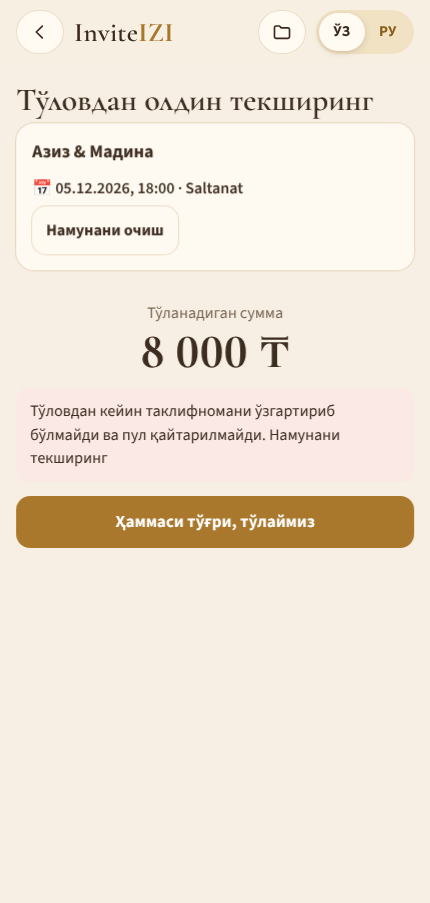 InviteIZI
ЎЗ
РУ
Тўловдан олдин текширинг
Азиз & Мадина
📅 05.12.2026, 18:00 · Saltanat
Намунани очиш
Тўланадиган сумма
8 000 ₸
Тўловдан кейин таклифномани ўзгартириб
бўлмайди ва пул қайтарилмайди. Намунани
текширинг
Ҳаммаси тўғри, тўлаймиз